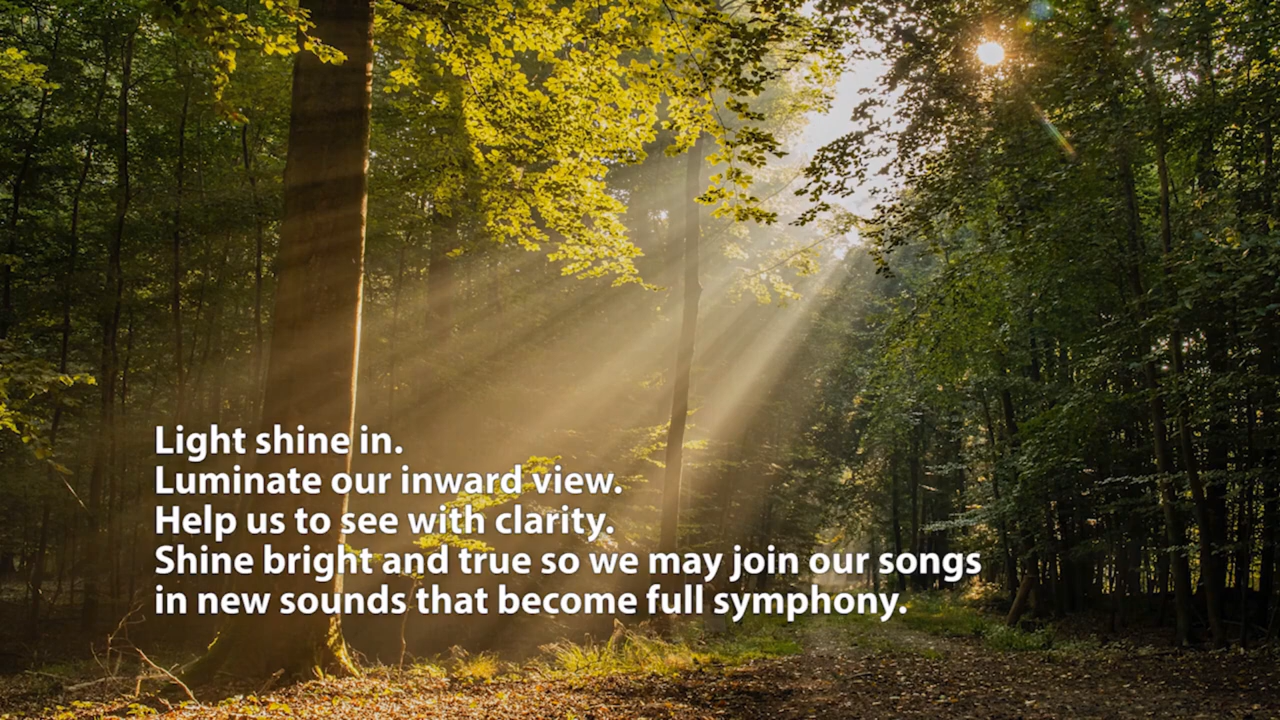 Light shine in.
Luminate our inward view.
Help us to see with clarity.
Shine bright and true so we may join our songs
in new sounds that become full symphony.